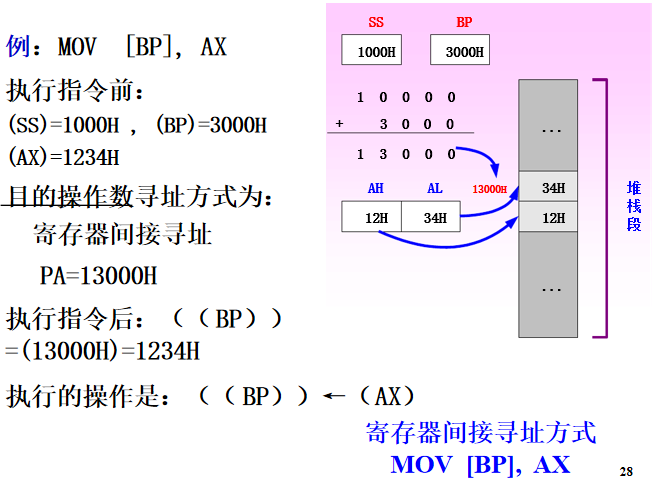 例：MOV [BP], AX
执行指令前：
(SS)=1000H , (BP)=3000H
(AX)=1234H
目的操作数寻址方式为：
寄存器间接寻址
PA=13000H
执行指令后：（（BP））
=(13000H)=1234H
执行的操作是：（（BP））←（AX）
SS BP
1000H 3000H
1 0 0 0 0
+ 3 0 0 0
1 3 0 0 0
AH AL 13000H
12H 34H
...
34H
12H
...
堆栈段
寄存器间接寻址方式
MOV [BP], AX
28